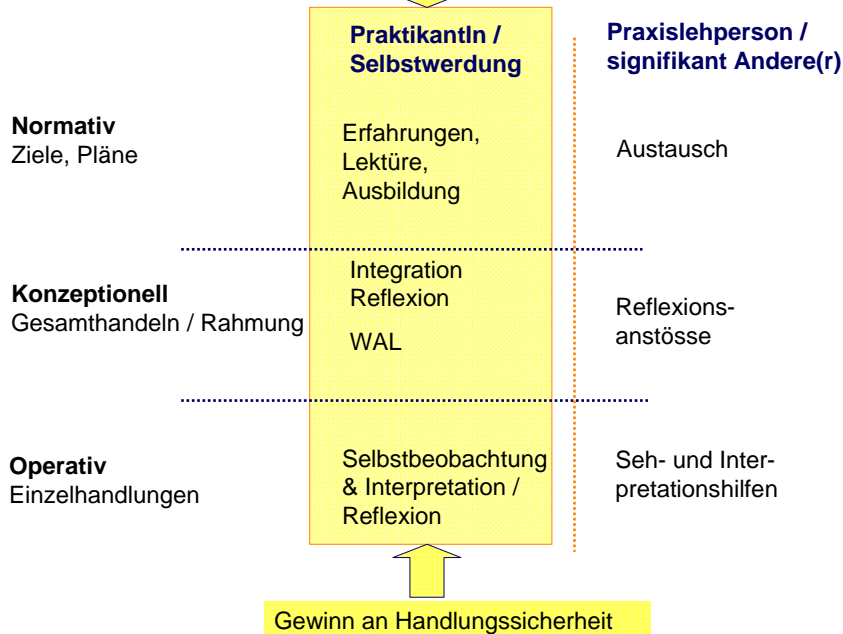 PraktikantIn /
Selbstwerdung
Praxislehperson /
signifikant Andere(r)
Normativ
Ziele, Pläne
Erfahrungen,
Lektüre,
Ausbildung
Austausch
Konzeptionell
Gesamthandeln / Rahmung
Integration
Reflexion
WAL
Reflexions-
anstösse
Operativ
Einzelhandlungen
Selbstbeobachtung
& Interpretation /
Reflexion
Seh- und Inter-
pretationshilfen
Gewinn an Handlungssicherheit